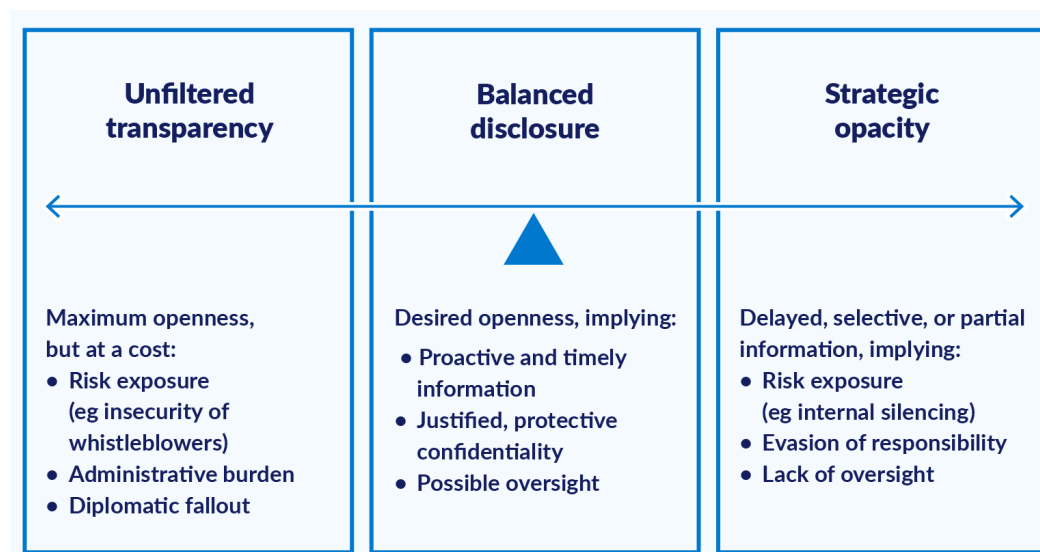 Unfiltered
transparency
Balanced
disclosure
Strategic
opacity
Maximum openness,
but at a cost:
• Risk exposure
(eg insecurity of
whistleblowers)
• Administrative burden
• Diplomatic fallout
Desired openness, implying:
• Proactive and timely
information
• Justified, protective
confidentiality
• Possible oversight
Delayed, selective, or partial
information, implying:
• Risk exposure
(eg internal silencing)
• Evasion of responsibility
• Lack of oversight